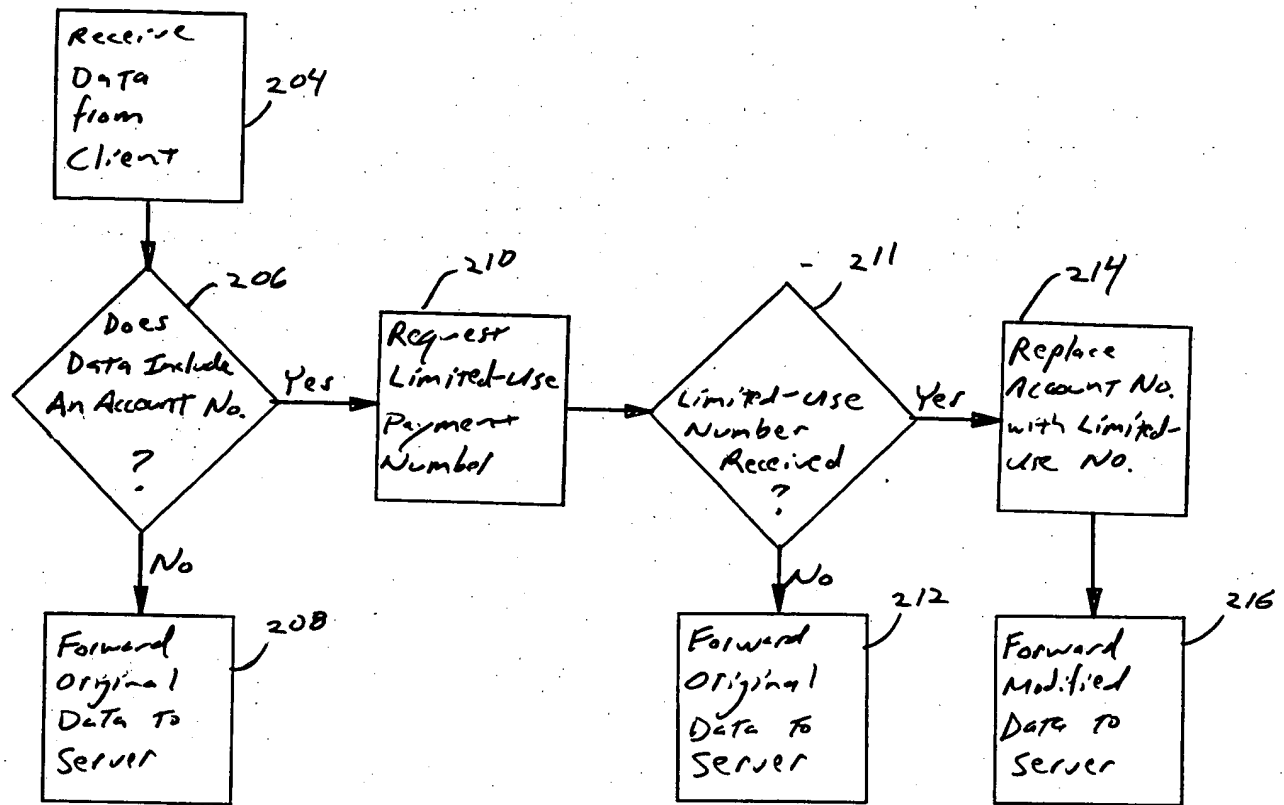 Receive
Data
from
Client
204
Does
Data Include
An Account No.
?
206
Yes
No
Forward
Original
Data to
Server
208
Request
Limited-Use
Payment
Number
210
Limited-Use
Number
Received
?
211
Yes
No
Forward
Original
Data To
Server
212
Replace
Account No.
with Limited-
Use No.
214
Forward
Modified
Data to
Server
216